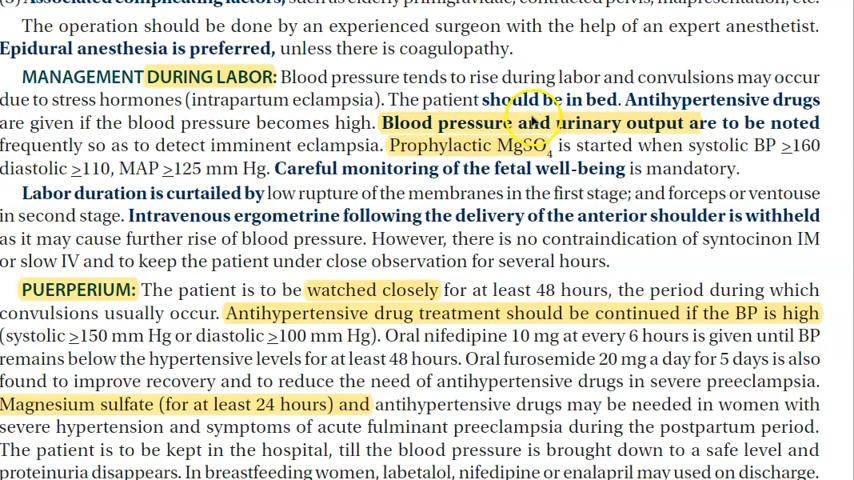 (3) Associated complicating factors, such as elderly primigravidae, contracted pelvis, malpresentation, etc.
The operation should be done by an experienced surgeon with the help of an expert anesthetist.
Epidural anesthesia is preferred, unless there is coagulopathy.
MANAGEMENT DURING LABOR: Blood pressure tends to rise during labor and convulsions may occur
due to stress hormones (intrapartum eclampsia). The patient should be in bed. Antihypertensive drugs
are given if the blood pressure becomes high. Blood pressure and urinary output are to be noted
frequently so as to detect imminent eclampsia. Prophylactic MgSO₄ is started when systolic BP ≥160
diastolic ≥110, MAP ≥125 mm Hg. Careful monitoring of the fetal well-being is mandatory.
Labor duration is curtailed by low rupture of the membranes in the first stage; and forceps or ventouse
in second stage. Intravenous ergometrine following the delivery of the anterior shoulder is withheld
as it may cause further rise of blood pressure. However, there is no contraindication of syntocinon IM
or slow IV and to keep the patient under close observation for several hours.
PUERPERIUM: The patient is to be watched closely for at least 48 hours, the period during which
convulsions usually occur. Antihypertensive drug treatment should be continued if the BP is high
(systolic ≥150 mm Hg or diastolic ≥100 mm Hg). Oral nifedipine 10 mg at every 6 hours is given until BP
remains below the hypertensive levels for at least 48 hours. Oral furosemide 20 mg a day for 5 days is also
found to improve recovery and to reduce the need of antihypertensive drugs in severe preeclampsia.
Magnesium sulfate (for at least 24 hours) and antihypertensive drugs may be needed in women with
severe hypertension and symptoms of acute fulminant preeclampsia during the postpartum period.
The patient is to be kept in the hospital, till the blood pressure is brought down to a safe level and
proteinuria disappears. In breastfeeding women, labetalol, nifedipine or enalapril may used on discharge.